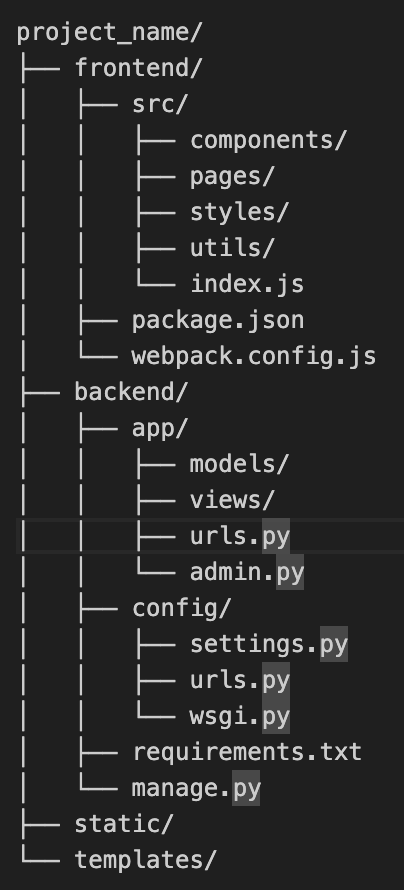 project_name/
├── frontend/
│   ├── src/
│   │   ├── components/
│   │   ├── pages/
│   │   ├── styles/
│   │   ├── utils/
│   │   └── index.js
│   ├── package.json
│   └── webpack.config.js
├── backend/
│   ├── app/
│   │   ├── models/
│   │   ├── views/
│   │   ├── urls.py
│   │   └── admin.py
│   ├── config/
│   │   ├── settings.py
│   │   ├── urls.py
│   │   └── wsgi.py
│   ├── requirements.txt
│   └── manage.py
├── static/
└── templates/